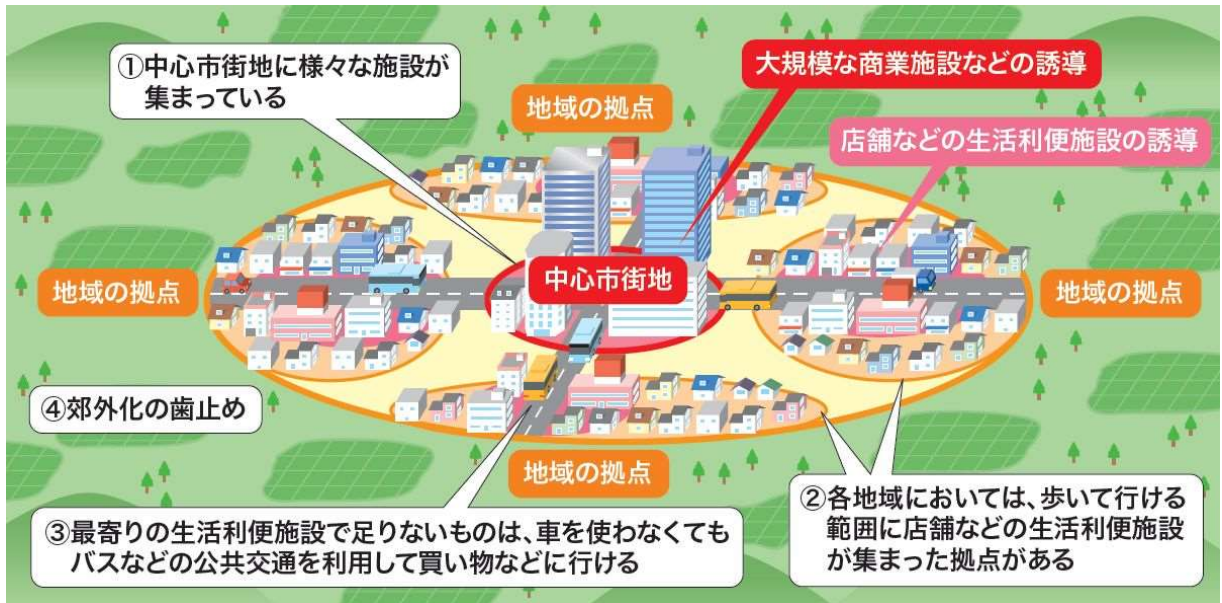 ①中心市街地に様々な施設が
集まっている
大規模な商業施設などの誘導
地域の拠点
店舗などの生活利便施設の誘導
地域の拠点
中心市街地
地域の拠点
④郊外化の歯止め
地域の拠点
②各地域においては、歩いて行ける
範囲に店舗などの生活利便施設
が集まった拠点がある
③最寄りの生活利便施設で足りないものは、車を使わなくても
バスなどの公共交通を利用して買い物などに行ける